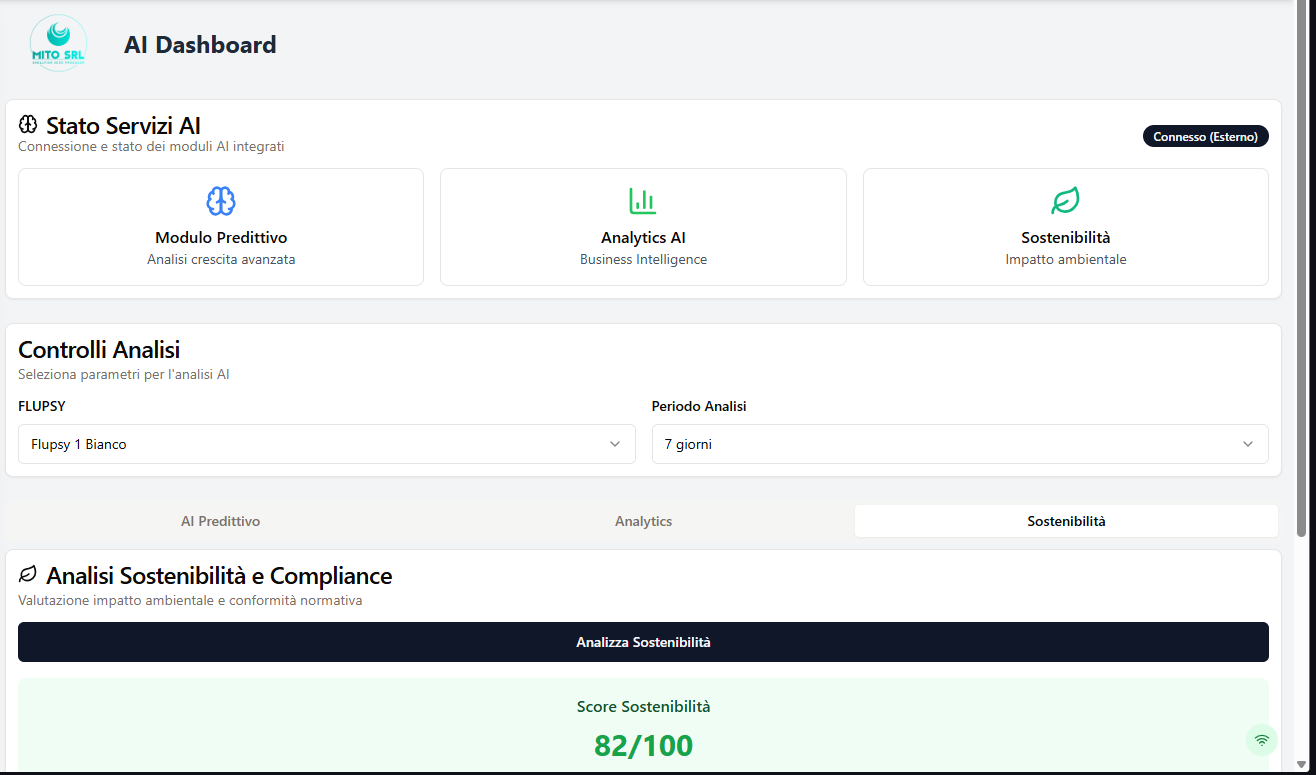 MITO SRL
AI Dashboard
Stato Servizi AI
Connessione e stato dei moduli AI integrati
Connesso (Esterno)
Modulo Predittivo
Analisi crescita avanzata
Analytics AI
Business Intelligence
Sostenibilità
Impatto ambientale
Controlli Analisi
Seleziona parametri per l'analisi AI
FLUPSY
Flupsy 1 Bianco
Periodo Analisi
7 giorni
AI Predittivo
Analytics
Sostenibilità
Analisi Sostenibilità e Compliance
Valutazione impatto ambientale e conformità normativa
Analizza Sostenibilità
Score Sostenibilità
82/100